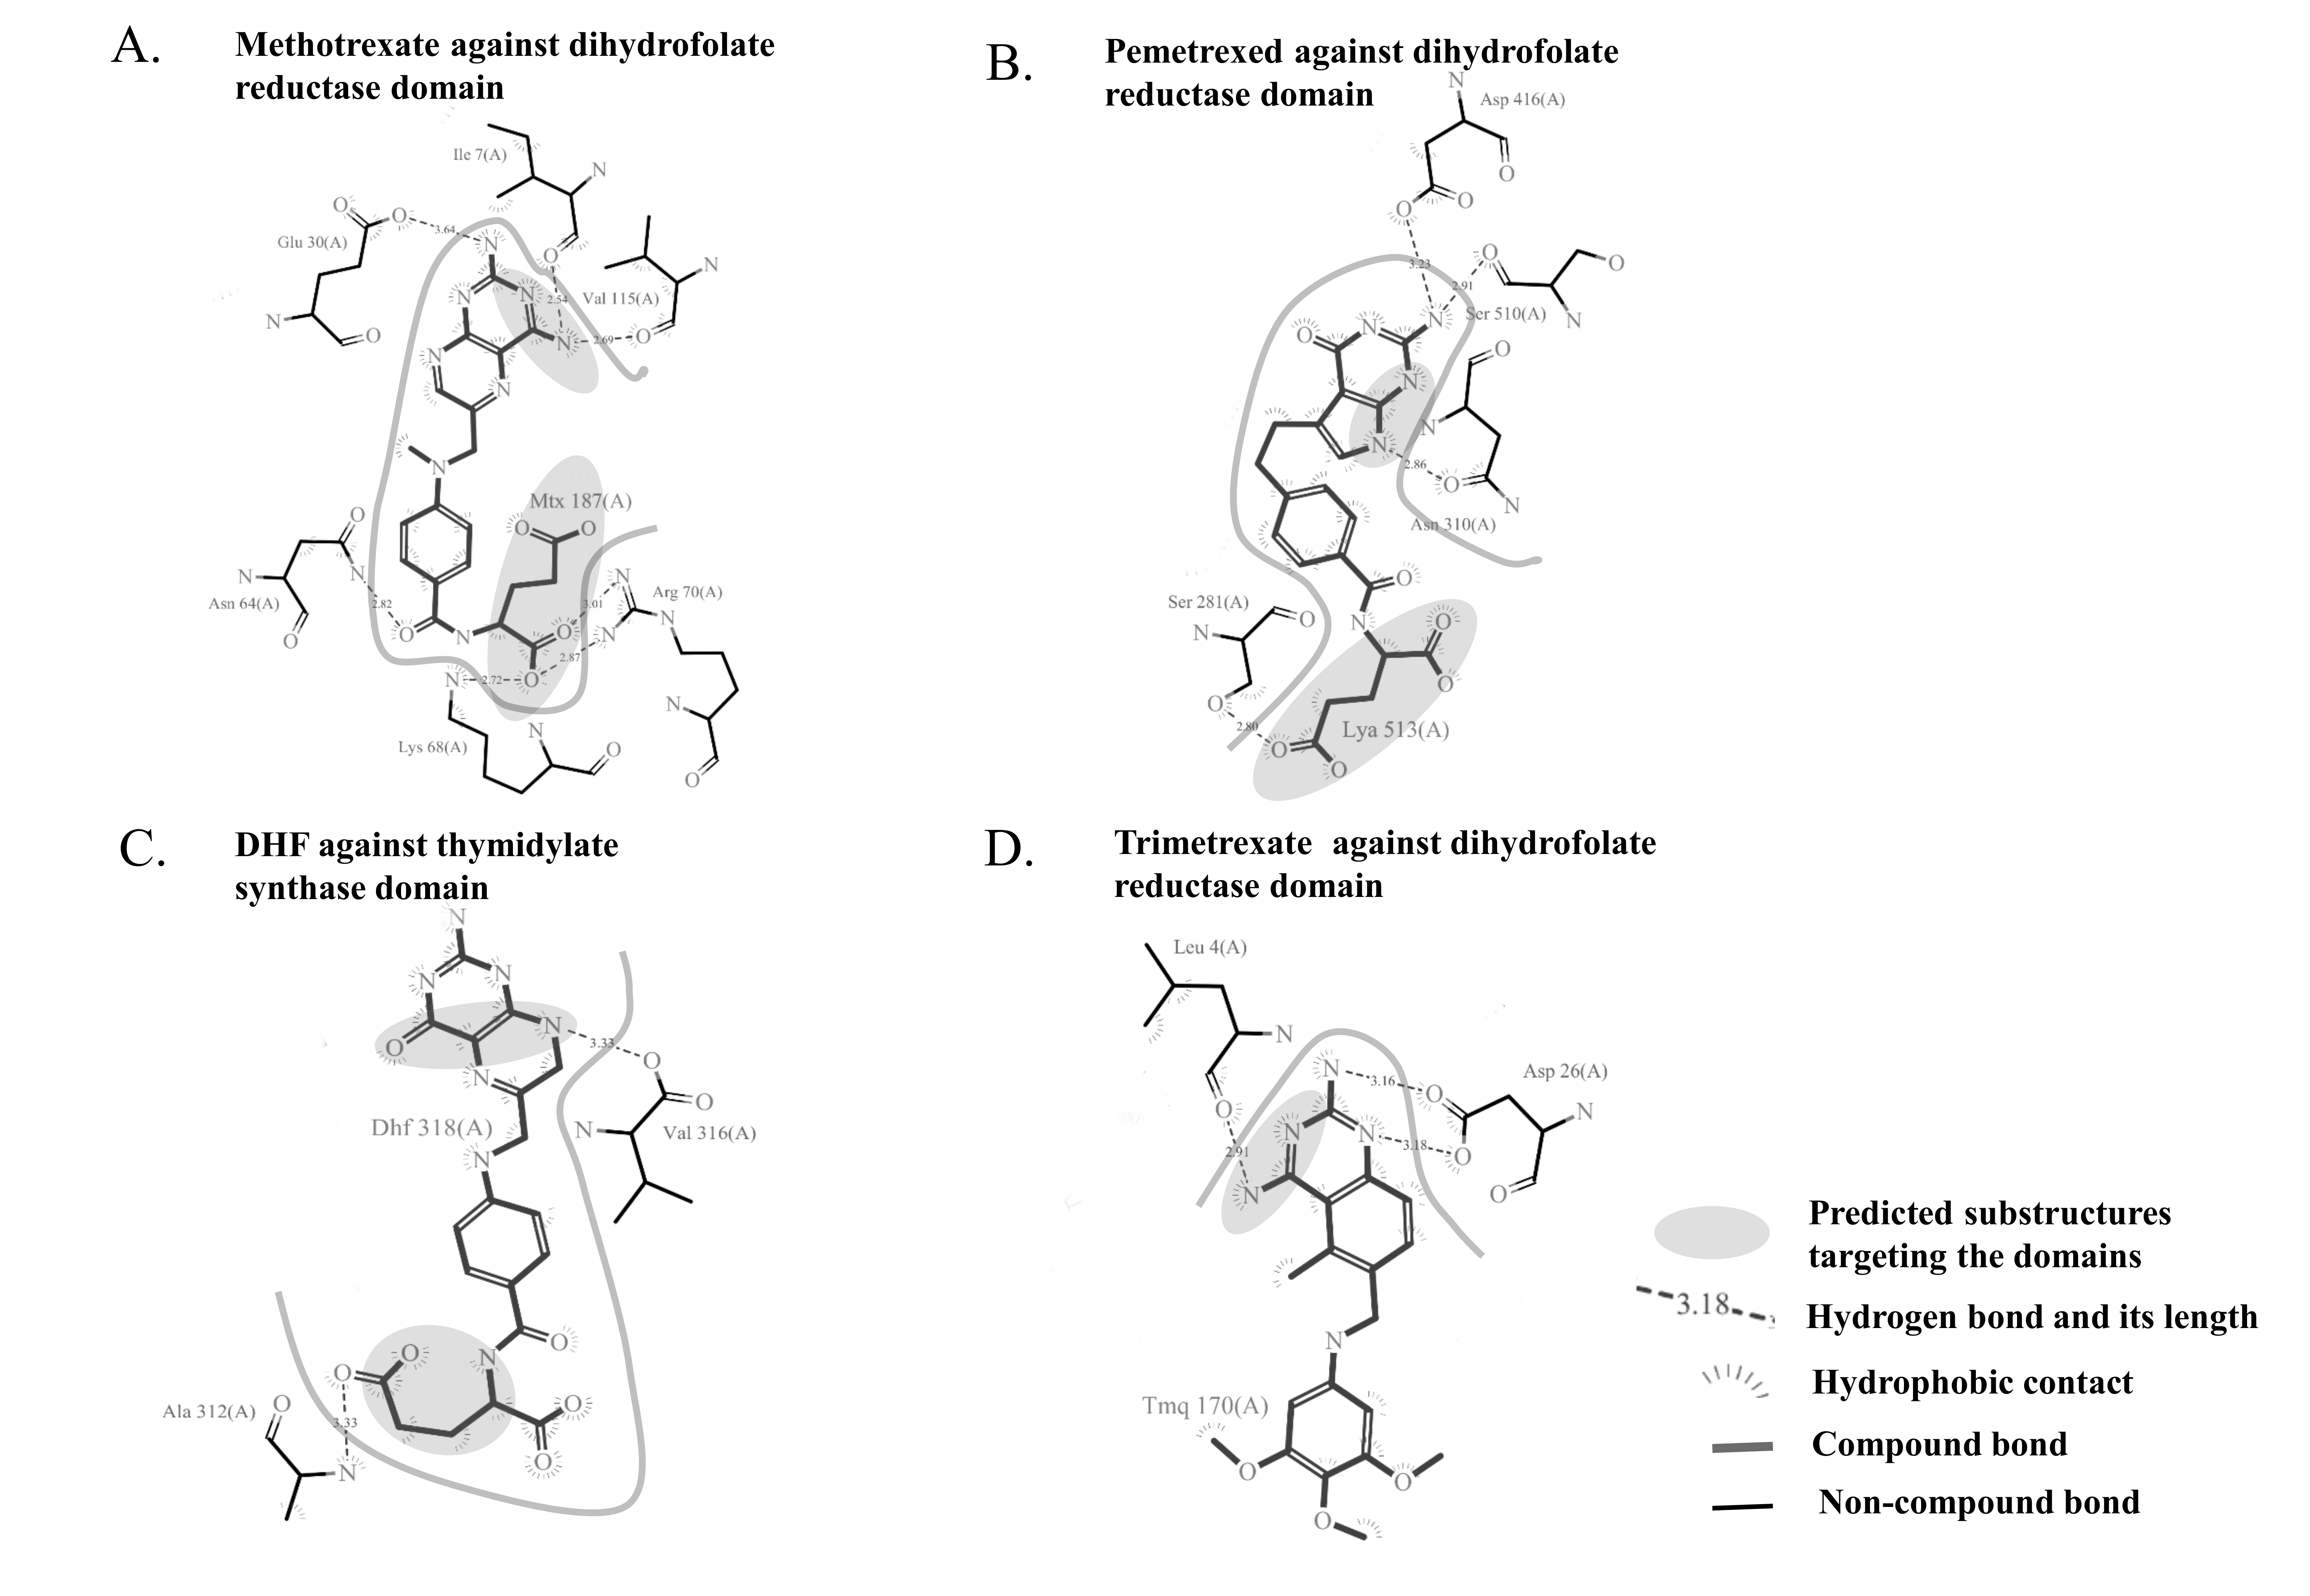 A.
Methotrexate against dihydrofolate
reductase domain
Ile 7(A)
N
O
O
Glu 30(A)
3.64
N
O
N
O
N
N
2.54
Val 115(A)
N
N
O
2.69
N
O
N
N
N
Mtx 187(A)
O
O
O
N
N
Asn 64(A)
2.82
O
O
N
O
3.01
N
Arg 70(A)
N
N
2.87
N
2.72
O
Lys 68(A)
N
O
N
O
B.
Pemetrexed against dihydrofolate
reductase domain
N
Asp 416(A)
O
O
O
3.23
O
O
2.91
Ser 510(A)
N
N
O
N
N
O
N
N
2.86
O
N
Asn 310(A)
O
Ser 281(A)
N
O
N
O
O
O
2.80
Lya 513(A)
O
O
C.
DHF against thymidylate
synthase domain
N
N
N
O
N
3.33
O
N
O
Dhf 318(A)
N
Val 316(A)
N
O
N
O
O
O
O
Ala 312(A)
O
3.33
N
D.
Trimetrexate against dihydrofolate
reductase domain
Leu 4(A)
N
O
N
3.16
O
Asp 26(A)
N
N
N
3.18
O
O
2.91
N
N
Tmq 170(A)
O
O
O
Predicted substructures
targeting the domains
3.18
Hydrogen bond and its length
Hydrophobic contact
Compound bond
Non-compound bond